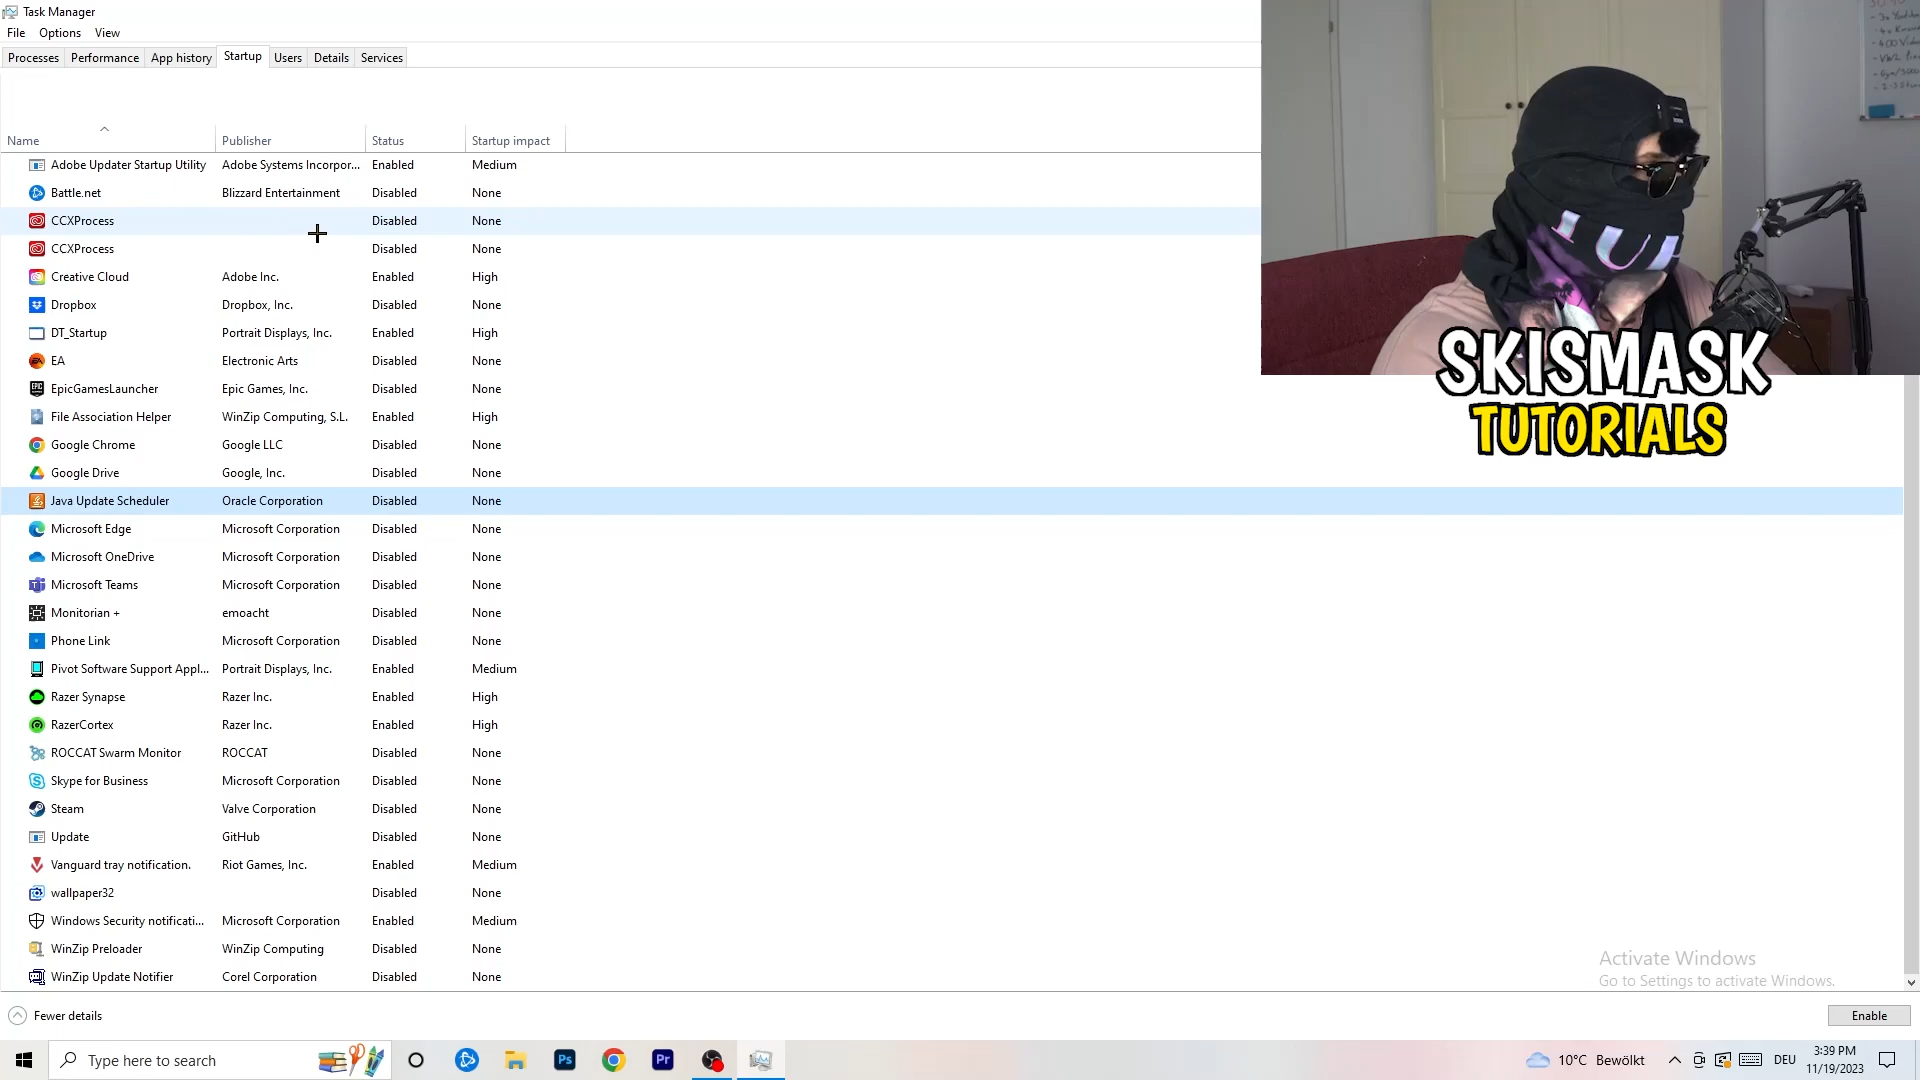 Task Manager
File Options View
Processes Performance App history Startup Users Details Services
Name Publisher Status Startup impact
Adobe Updater Startup Utility Adobe Systems Incorpor... Enabled Medium
Battle.net Blizzard Entertainment Disabled None
CCXProcess Disabled None
CCXProcess Disabled None
Creative Cloud Adobe Inc. Enabled High
Dropbox Dropbox, Inc. Disabled None
DT_Startup Portrait Displays, Inc. Enabled High
EA Electronic Arts Disabled None
EpicGamesLauncher Epic Games, Inc. Disabled None
File Association Helper WinZip Computing, S.L. Enabled High
Google Chrome Google LLC Disabled None
Google Drive Google, Inc. Disabled None
Java Update Scheduler Oracle Corporation Disabled None
Microsoft Edge Microsoft Corporation Disabled None
Microsoft OneDrive Microsoft Corporation Disabled None
Microsoft Teams Microsoft Corporation Disabled None
Monitorian + emoacht Disabled None
Phone Link Microsoft Corporation Disabled None
Pivot Software Support Appl... Portrait Displays, Inc. Enabled Medium
Razer Synapse Razer Inc. Enabled High
RazerCortex Razer Inc. Enabled High
ROCCAT Swarm Monitor ROCCAT Disabled None
Skype for Business Microsoft Corporation Disabled None
Steam Valve Corporation Disabled None
Update GitHub Disabled None
Vanguard tray notification. Riot Games, Inc. Enabled Medium
wallpaper32 Disabled None
Windows Security notificati... Microsoft Corporation Enabled Medium
WinZip Preloader WinZip Computing Disabled None
WinZip Update Notifier Corel Corporation Disabled None
SKISMASK
TUTORIALS
Activate Windows
Go to Settings to activate Windows.
Fewer details
Enable
Type here to search
Ps
Pr
10°C Bewölkt
DEU
3:39 PM
11/19/2023